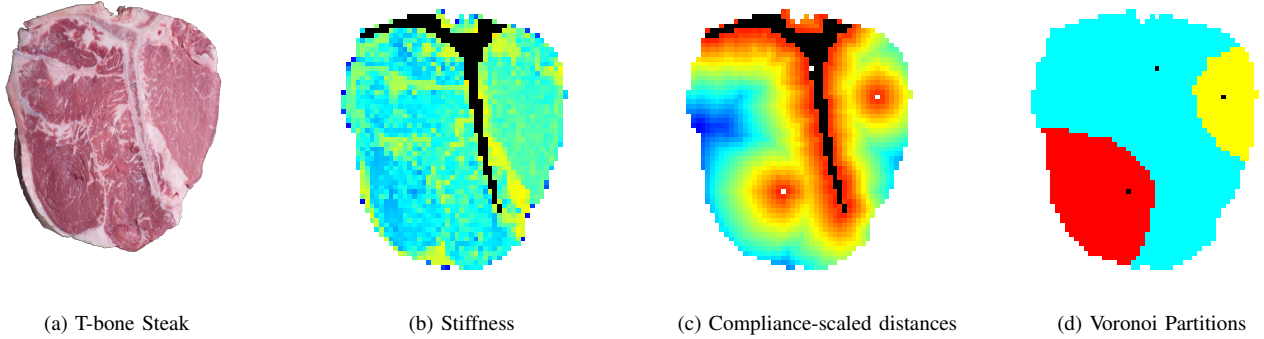 (a) T-bone Steak
(b) Stiffness
(c) Compliance-scaled distances
(d) Voronoi Partitions